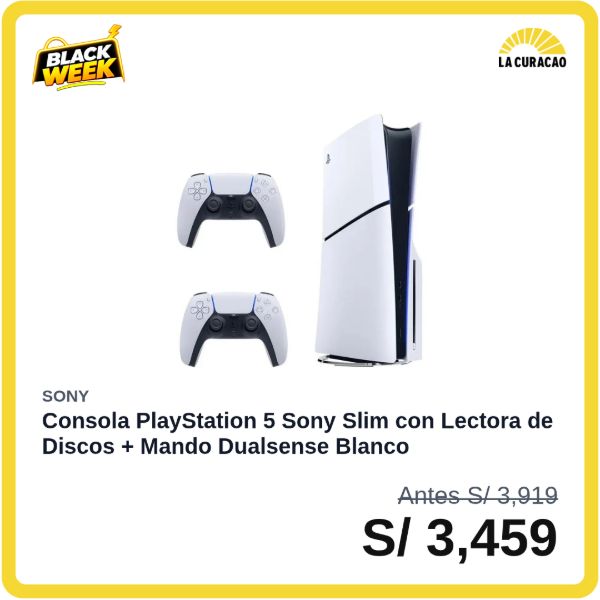 BLACK
WEEK
LA CURACAO
SONY
Consola PlayStation 5 Sony Slim con Lectora de
Discos + Mando Dualsense Blanco
Antes S/ 3,919
S/ 3,459